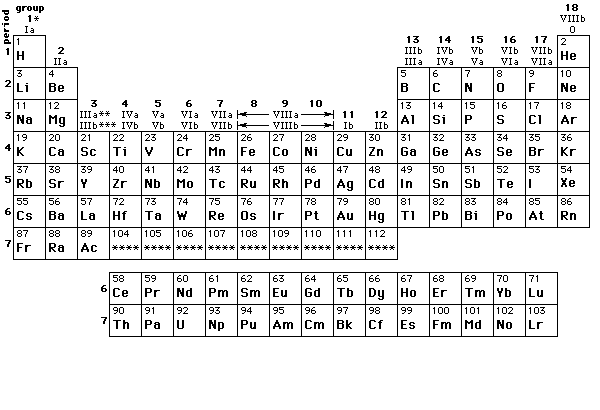 group 18
1* VIIIb
Ia 0
period
1 2
1 H He
2 13 14 15 16 17
IIa IIIb IVb Vb VIb VIIb
IIIa IVa Va VIa VIIa
3 4 5 6 7 8 9 10
2 Li Be B C N O F Ne
11 12 3 4 5 6 7 8 9 10 11 12 13 14 15 16 17 18
IIIa** IVa Va VIa VIIa VIIIa Ib IIb
IIIb*** IVb Vb VIb VIIb VIIIb
3 Na Mg Al Si P S Cl Ar
19 20 21 22 23 24 25 26 27 28 29 30 31 32 33 34 35 36
4 K Ca Sc Ti V Cr Mn Fe Co Ni Cu Zn Ga Ge As Se Br Kr
37 38 39 40 41 42 43 44 45 46 47 48 49 50 51 52 53 54
5 Rb Sr Y Zr Nb Mo Tc Ru Rh Pd Ag Cd In Sn Sb Te I Xe
55 56 57 72 73 74 75 76 77 78 79 80 81 82 83 84 85 86
6 Cs Ba La Hf Ta W Re Os Ir Pt Au Hg Tl Pb Bi Po At Rn
87 88 89 104 105 106 107 108 109 110 111 112
7 Fr Ra Ac **** **** **** **** **** **** **** **** ****
58 59 60 61 62 63 64 65 66 67 68 69 70 71
6 Ce Pr Nd Pm Sm Eu Gd Tb Dy Ho Er Tm Yb Lu
90 91 92 93 94 95 96 97 98 99 100 101 102 103
7 Th Pa U Np Pu Am Cm Bk Cf Es Fm Md No Lr